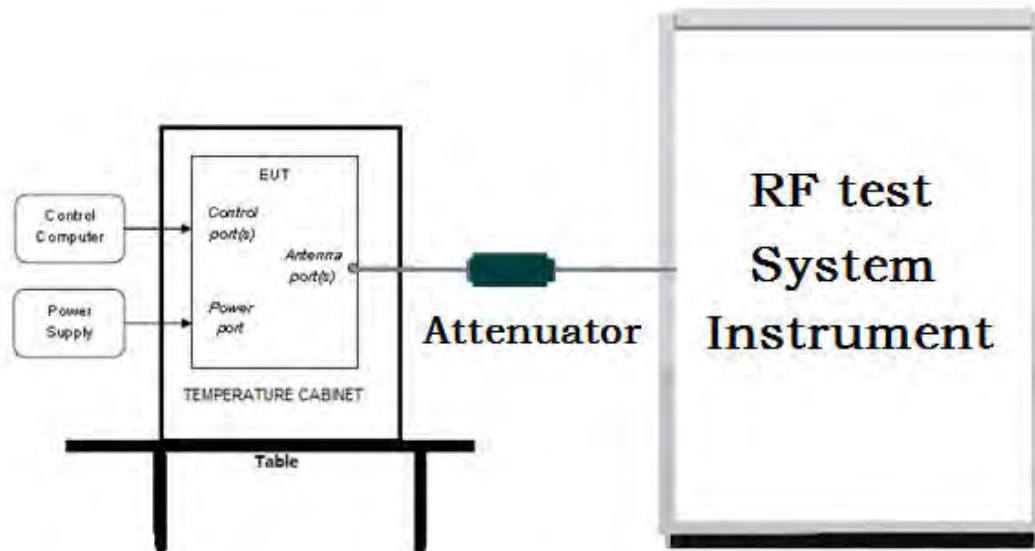 Control
Computer
Power
Supply
EUT
Control
port(s)
Antenna
port(s)
Power
port
TEMPERATURE CABINET
Table
Attenuator
RF test
System
Instrument